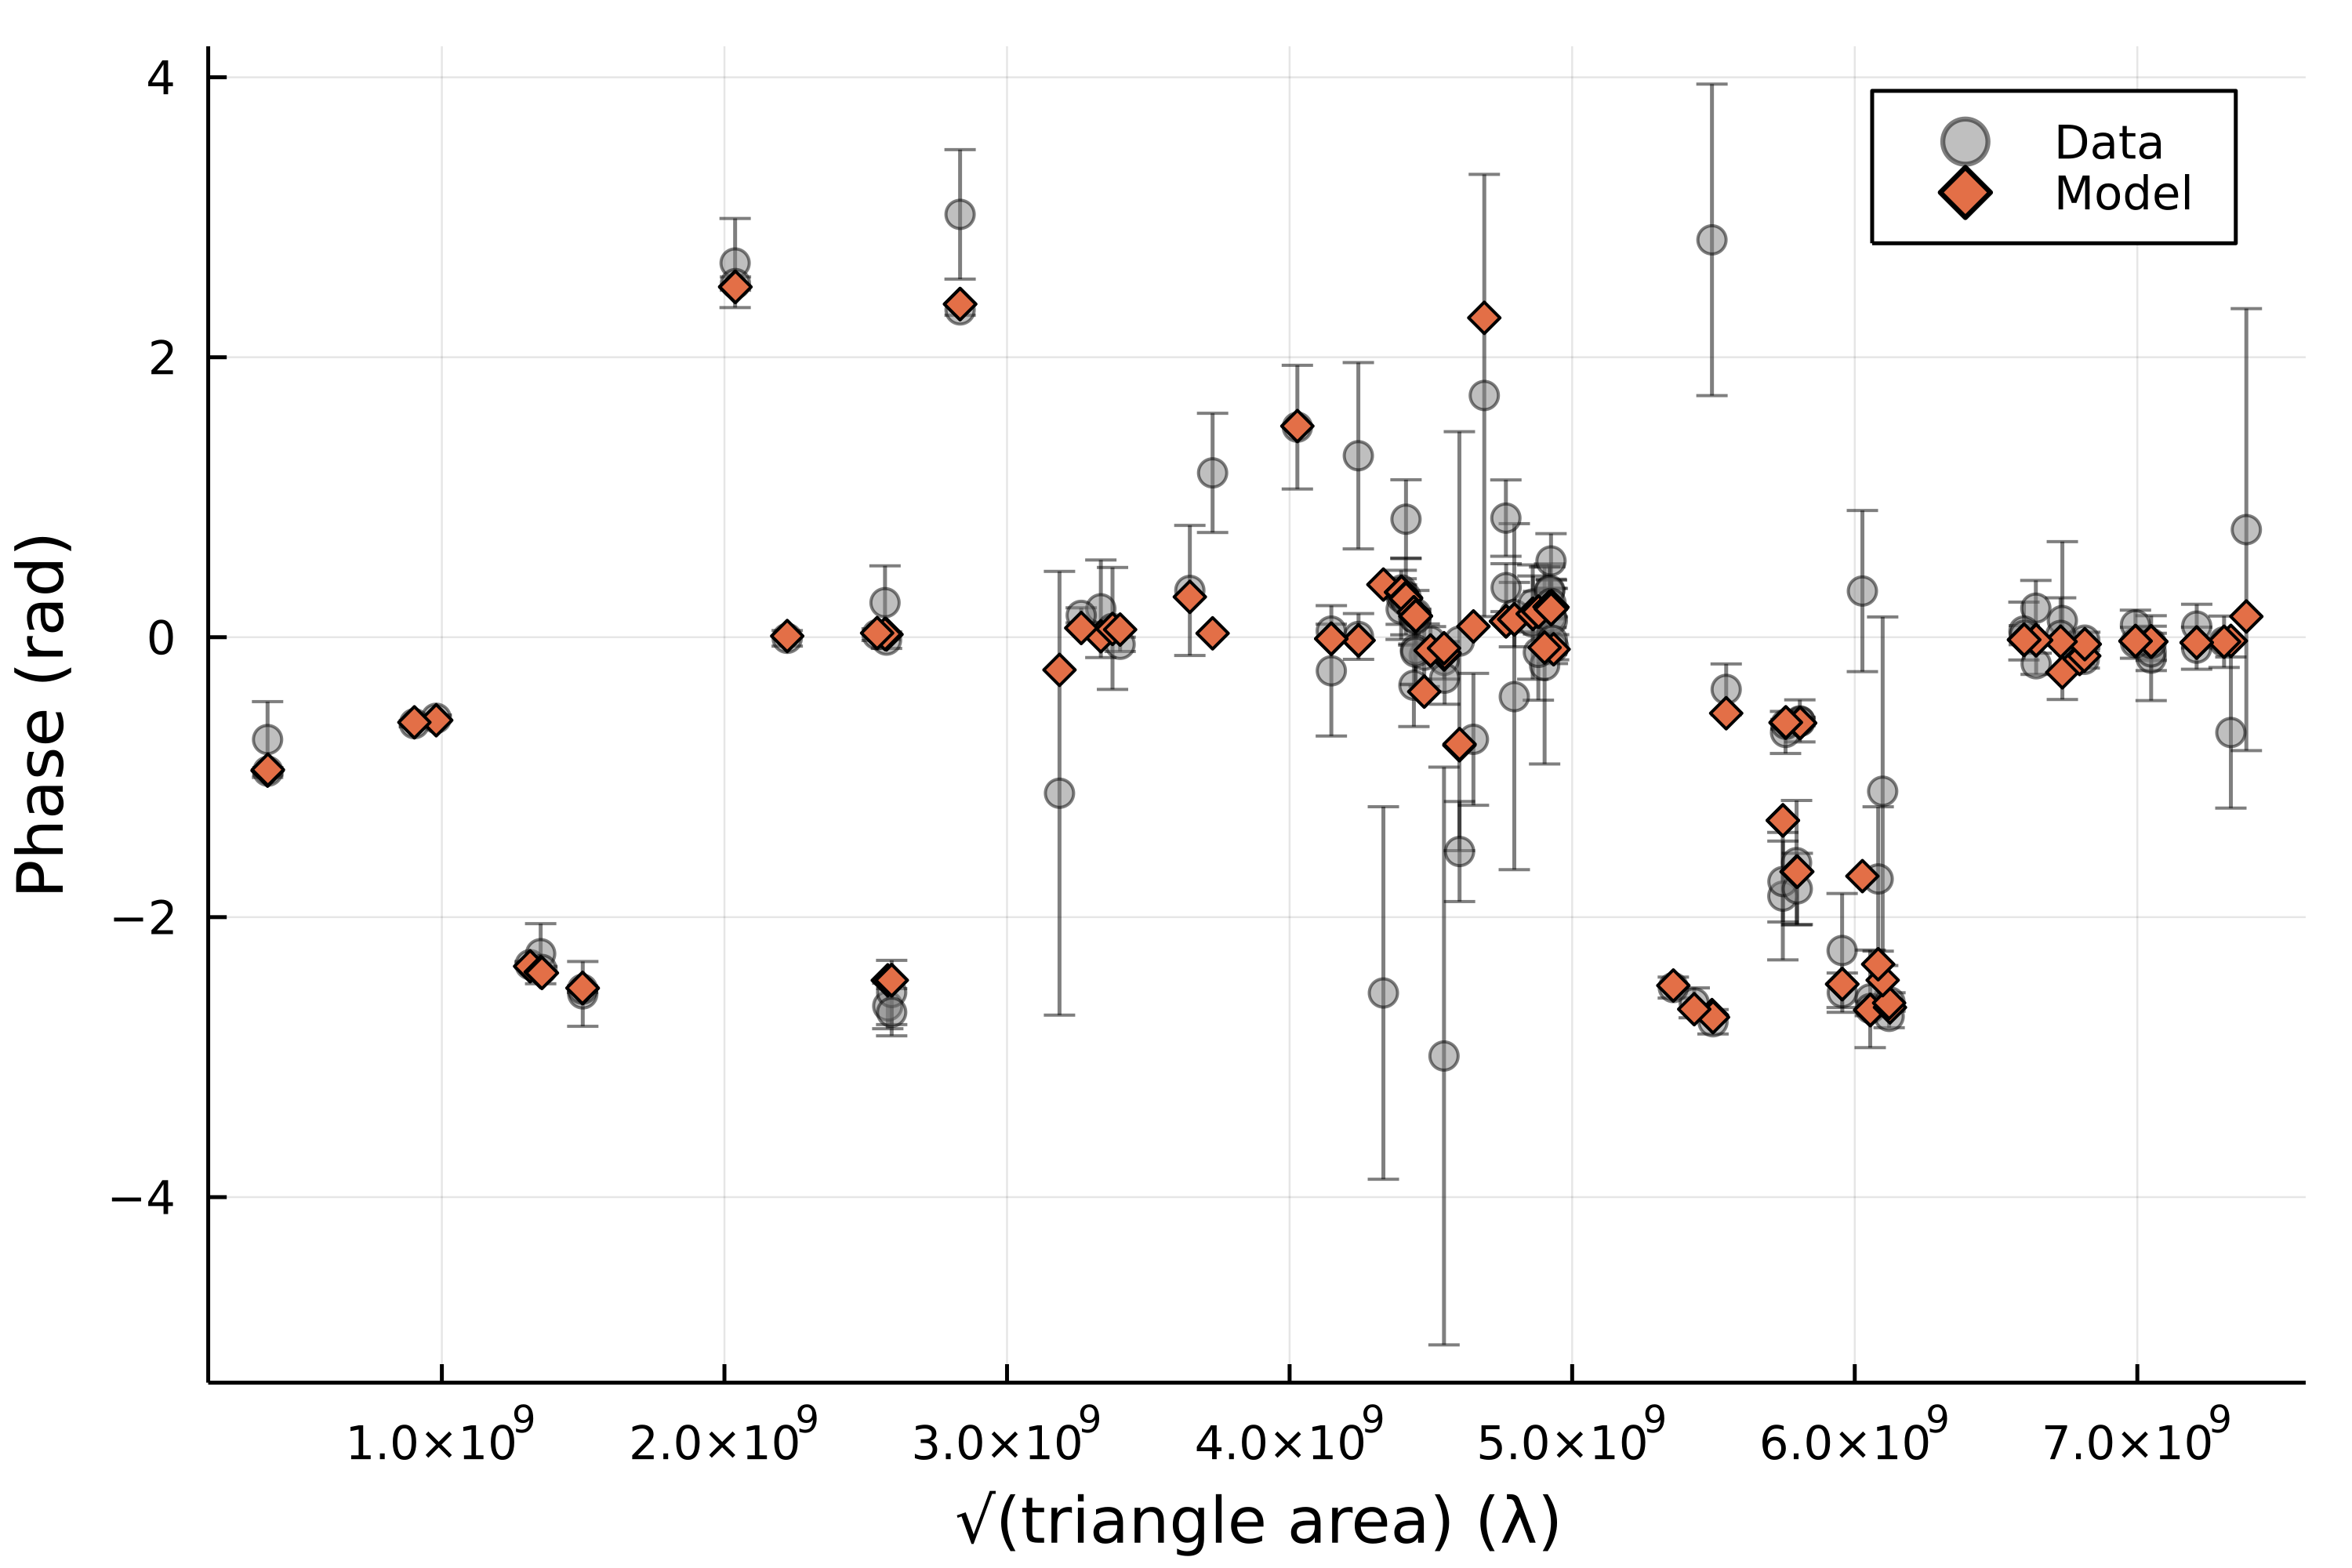 4
2
0
−2
−4
Phase (rad)
Data
Model
1.0×10⁹ 2.0×10⁹ 3.0×10⁹ 4.0×10⁹ 5.0×10⁹ 6.0×10⁹ 7.0×10⁹
√(triangle area) (λ)